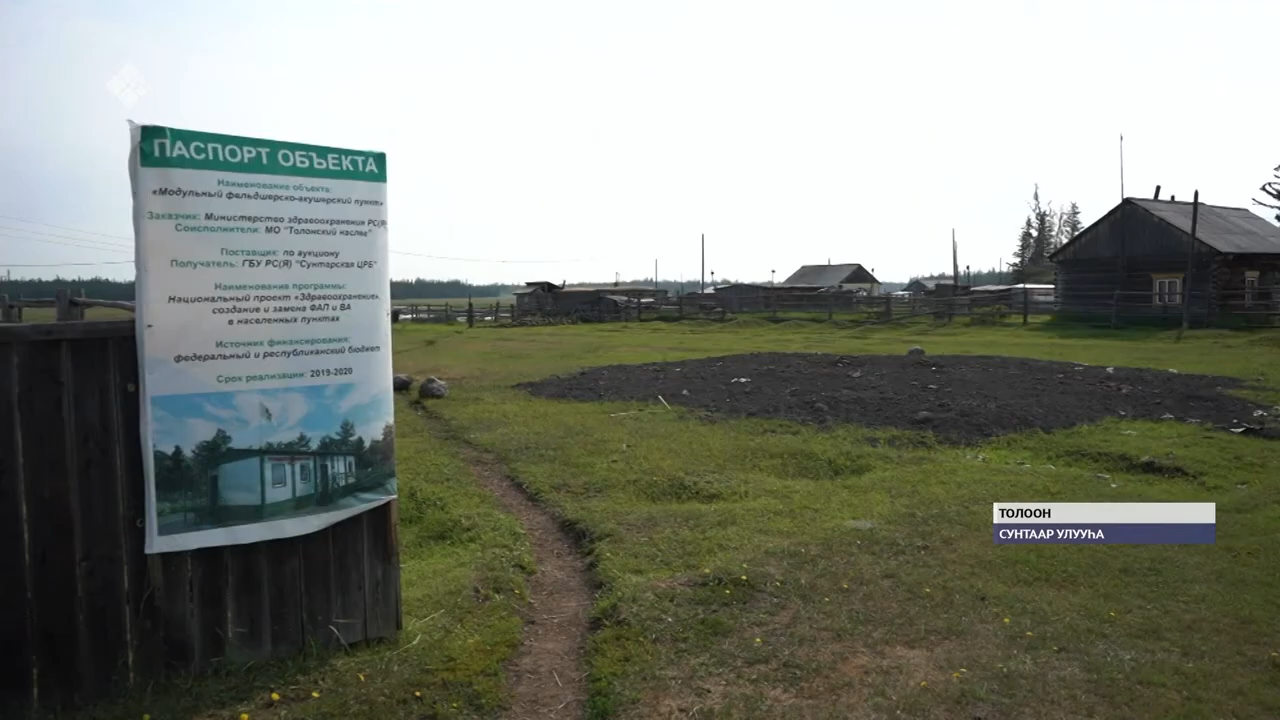 ПАСПОРТ ОБЪЕКТА
Наименование объекта:
«Модульный фельдшерско-акушерский пункт»
Заказчик: Министерство здравоохранения РС(Я)
Соисполнители: МО "Толонский наслег"
Поставщик: по аукциону
Получатель: ГБУ РС(Я) "Сунтарская ЦРБ"
Наименование программы:
Национальный проект «Здравоохранение»,
создание и замена ФАП и ВА
в населенных пунктах
Источник финансирования:
федеральный и республиканский бюджет
Срок реализации: 2019-2020
ТОЛООН
СУНТААР УЛУУҺА